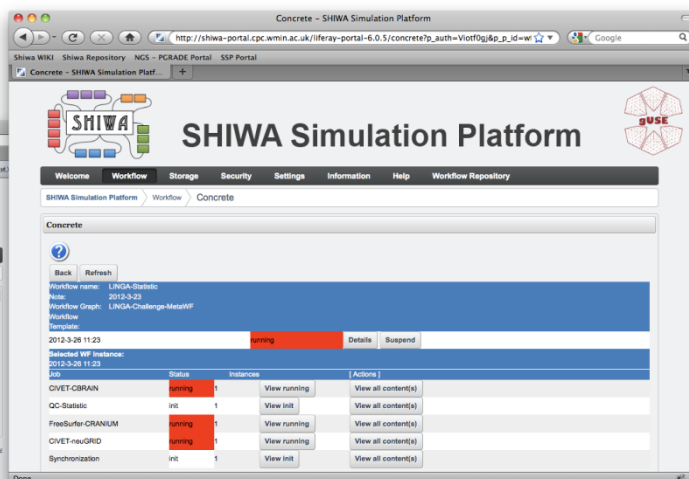 Concrete – SHIWA Simulation Platform
http://shiwa-portal.cpc.wmin.ac.uk/liferay-portal-6.0.5/concrete?p_auth=Viotf0gj&p_p_id=w
Google
Shiwa WIKI Shiwa Repository NGS – PGRADE Portal SSP Portal
Concrete – SHIWA Simulation Platf...
SHIWA
SHIWA Simulation Platform
gUSE
Welcome Workflow Storage Security Settings Information Help Workflow Repository
SHIWA Simulation Platform Workflow Concrete
Concrete
?
Back Refresh
Workflow name: LINGA-Statistic
Note: 2012-3-23
Workflow Graph: LINGA-Challenge-MetaWF
Workflow
Template:
2012-3-26 11:23 running Details Suspend
Selected WF Instance:
2012-3-26 11:23
Job Status Instances [ Actions ]
CIVET-CBRAIN running 1 View running View all content(s)
QC-Statistic init 1 View init View all content(s)
FreeSurfer-CRANIUM running 1 View running View all content(s)
CIVET-neuGRID running 1 View running View all content(s)
Synchronization init 1 View init View all content(s)
Done